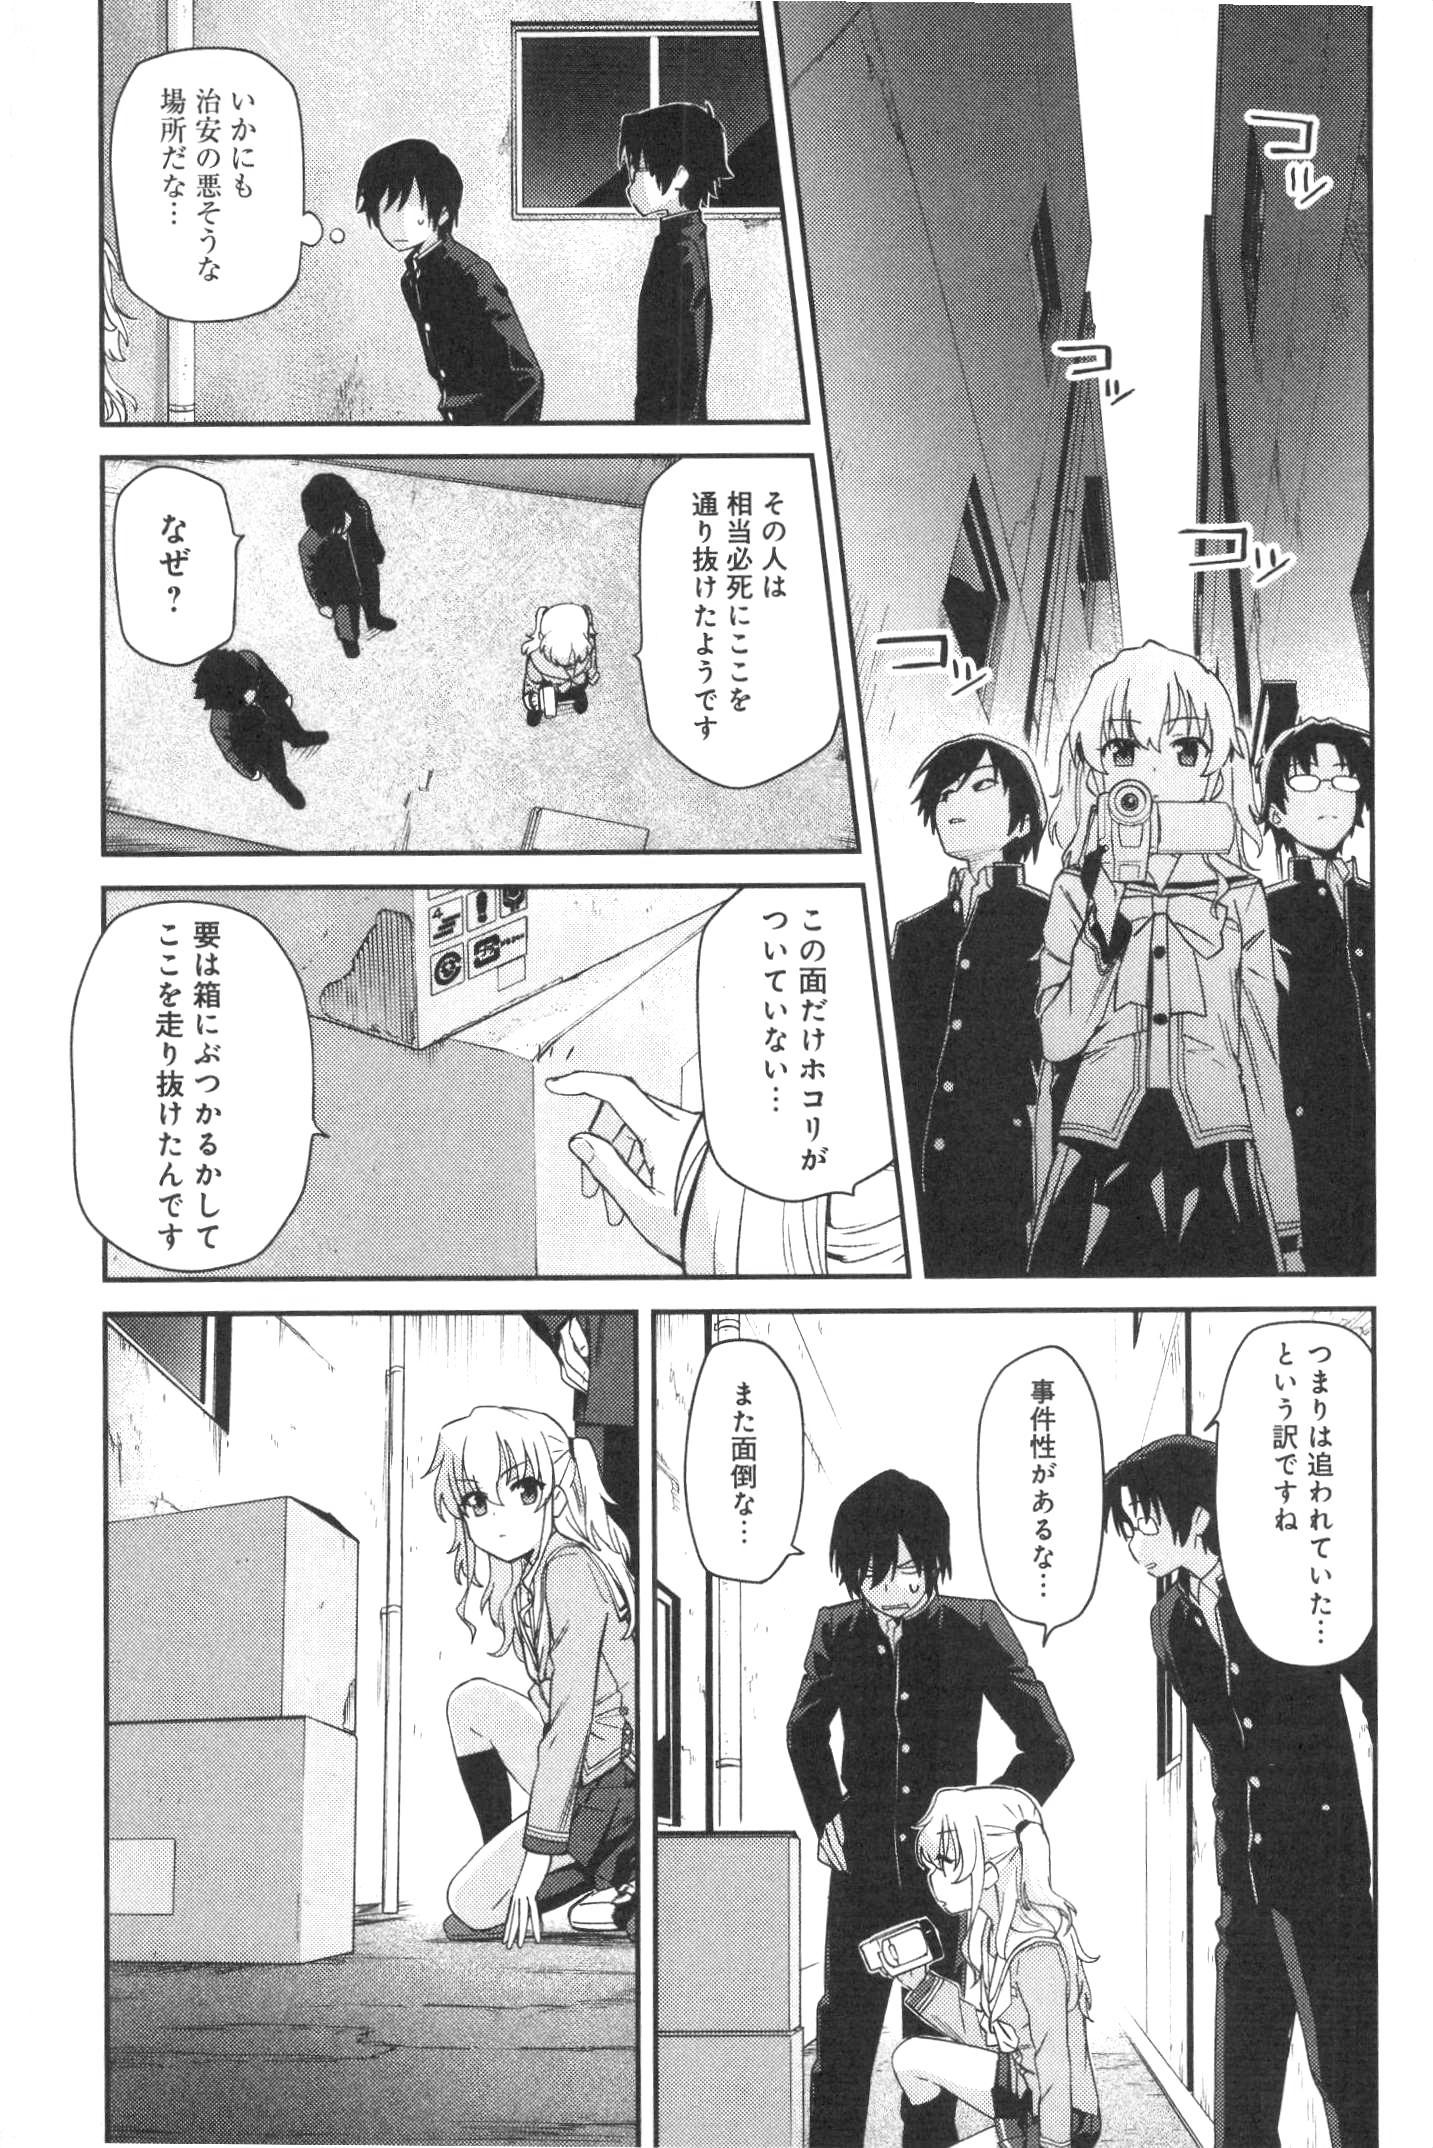 コッ
コッ
コッ
コッ
いかにも
治安の悪そうな
場所だな…
その人は
相当必死にここを
通り抜けたようです
なぜ？
この面だけホコリが
ついていない…
4
要は箱にぶつかるかして
ここを走り抜けたんです
つまりは追われていた…
という訳ですね
事件性があるな…
また面倒な…